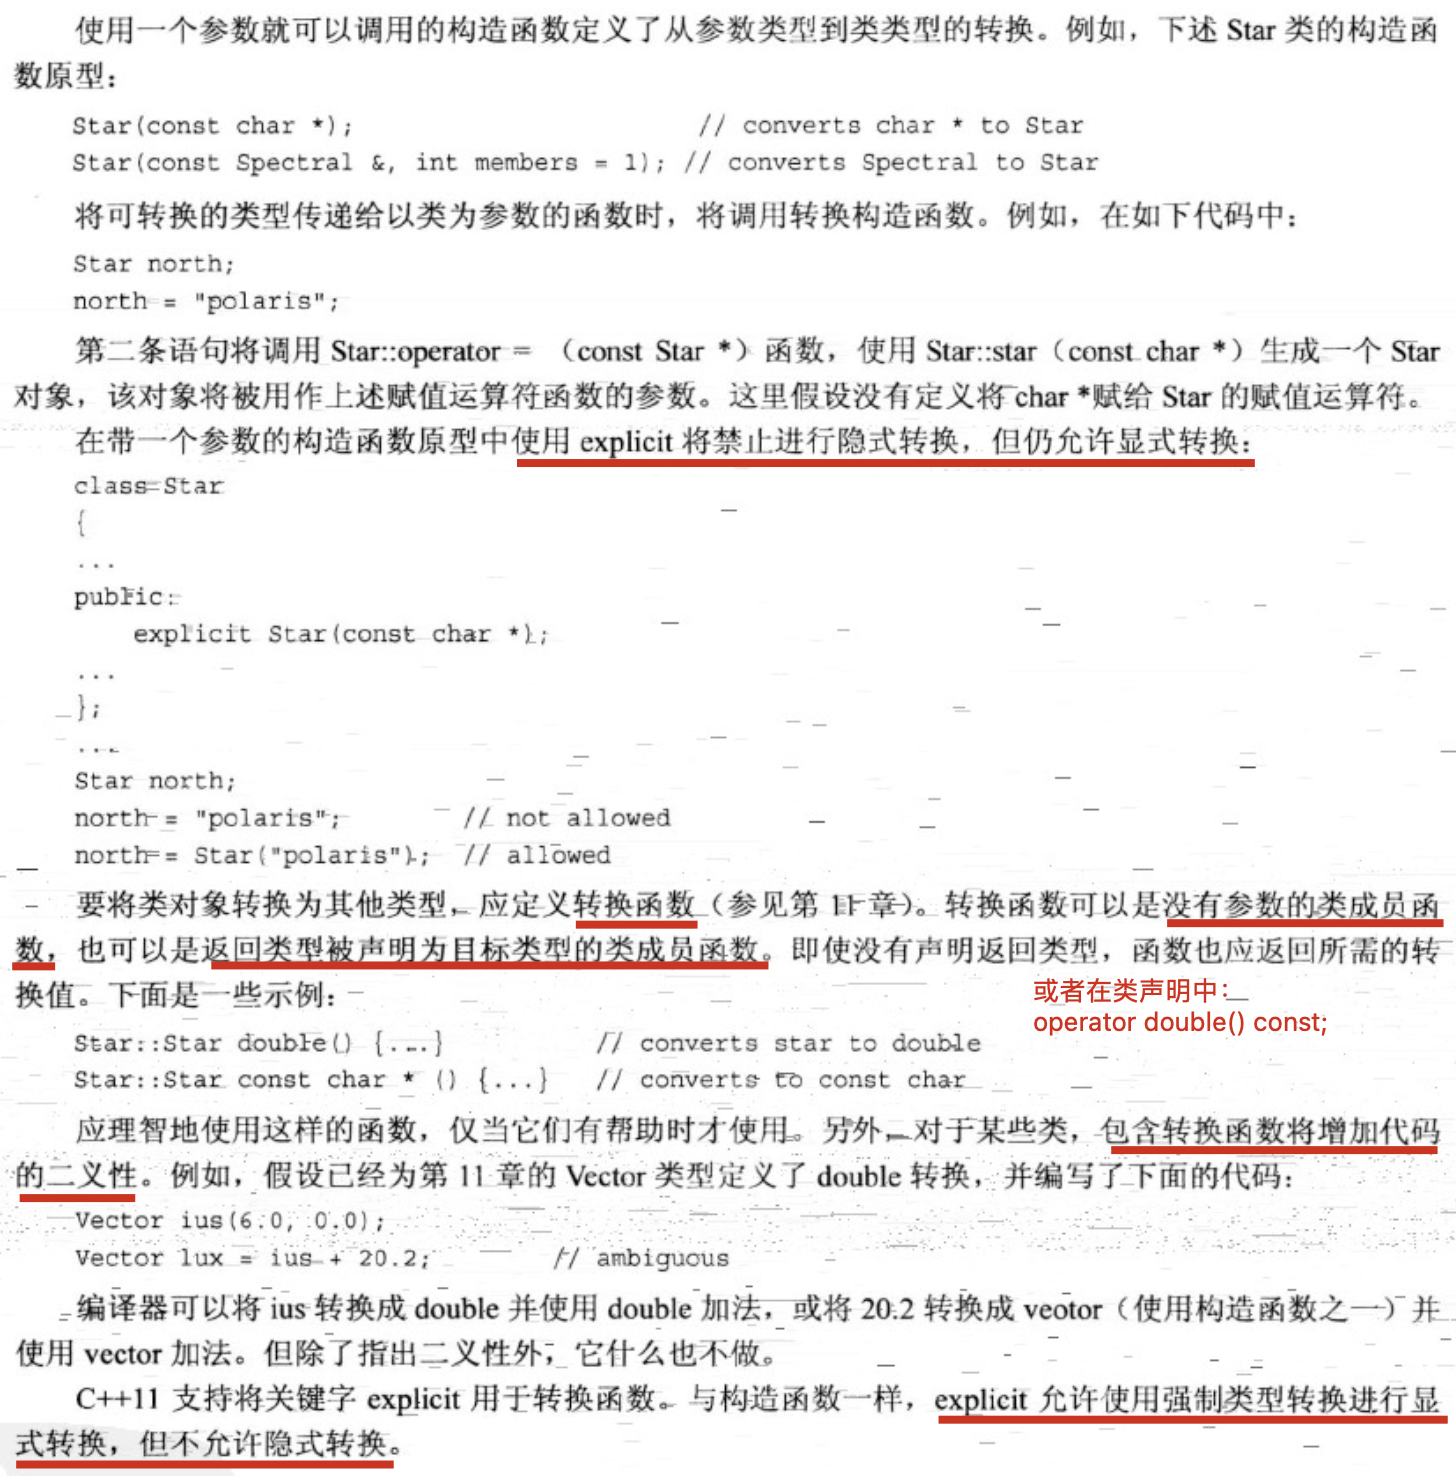 使用一个参数就可以调用的构造函数定义了从参数类型到类类型的转换。例如，下述 Star 类的构造函
数原型：
Star(const char *); // converts char * to Star
Star(const Spectral &, int members = 1); // converts Spectral to Star
将可转换的类型传递给以类为参数的函数时，将调用转换构造函数。例如，在如下代码中：
Star north;
north = "polaris";
第二条语句将调用 Star::operator = （const Star *）函数，使用 Star::star（const char *）生成一个 Star
对象，该对象将被用作上述赋值运算符函数的参数。这里假设没有定义将 char *赋给 Star 的赋值运算符。
在带一个参数的构造函数原型中使用 explicit 将禁止进行隐式转换，但仍允许显式转换：
class Star
{
...
public:
explicit Star(const char *);
...
};
...
Star north;
north = "polaris"; // not allowed
north = Star("polaris"); // allowed
要将类对象转换为其他类型，应定义转换函数（参见第 11 章）。转换函数可以是没有参数的类成员函
数，也可以是返回类型被声明为目标类型的类成员函数。即使没有声明返回类型，函数也应返回所需的转
换值。下面是一些示例：
或者在类声明中：
operator double() const;
Star::Star double() {...} // converts star to double
Star::Star const char * () {...} // converts to const char
应理智地使用这样的函数，仅当它们有帮助时才使用。另外，对于某些类，包含转换函数将增加代码
的二义性。例如，假设已经为第 11 章的 Vector 类型定义了 double 转换，并编写了下面的代码：
Vector ius(6.0, 0.0);
Vector lux = ius + 20.2; // ambiguous
编译器可以将 ius 转换成 double 并使用 double 加法，或将 20.2 转换成 veotor（使用构造函数之一）并
使用 vector 加法。但除了指出二义性外，它什么也不做。
C++11 支持将关键字 explicit 用于转换函数。与构造函数一样，explicit 允许使用强制类型转换进行显
式转换，但不允许隐式转换。